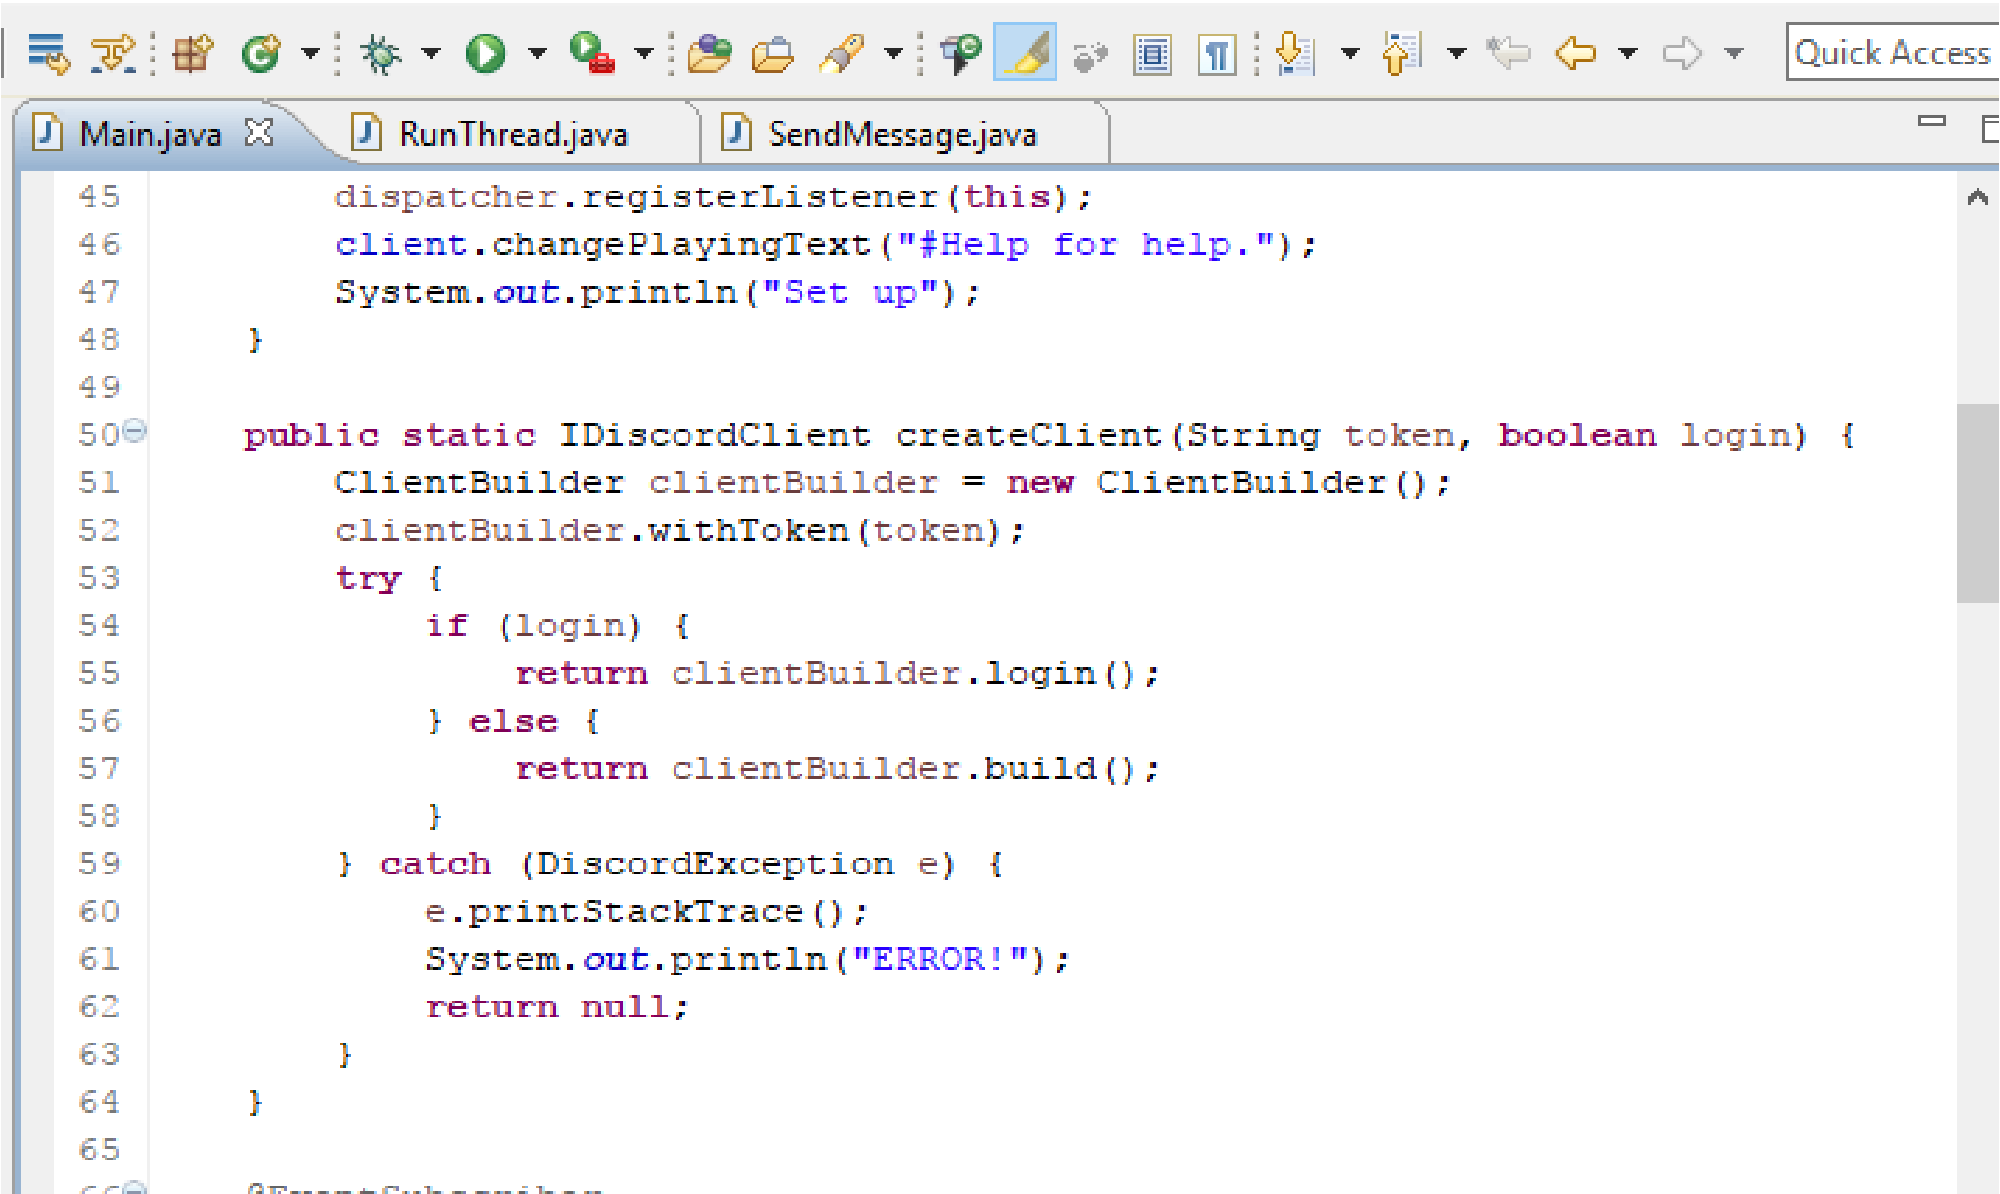 Quick Access
Main.java RunThread.java SendMessage.java
45 dispatcher.registerListener(this);
46 client.changePlayingText("#Help for help.");
47 System.out.println("Set up");
48 }
49
50 public static IDiscordClient createClient(String token, boolean login) {
51 ClientBuilder clientBuilder = new ClientBuilder();
52 clientBuilder.withToken(token);
53 try {
54 if (login) {
55 return clientBuilder.login();
56 } else {
57 return clientBuilder.build();
58 }
59 } catch (DiscordException e) {
60 e.printStackTrace();
61 System.out.println("ERROR!");
62 return null;
63 }
64 }
65
66 @EventSubscriber